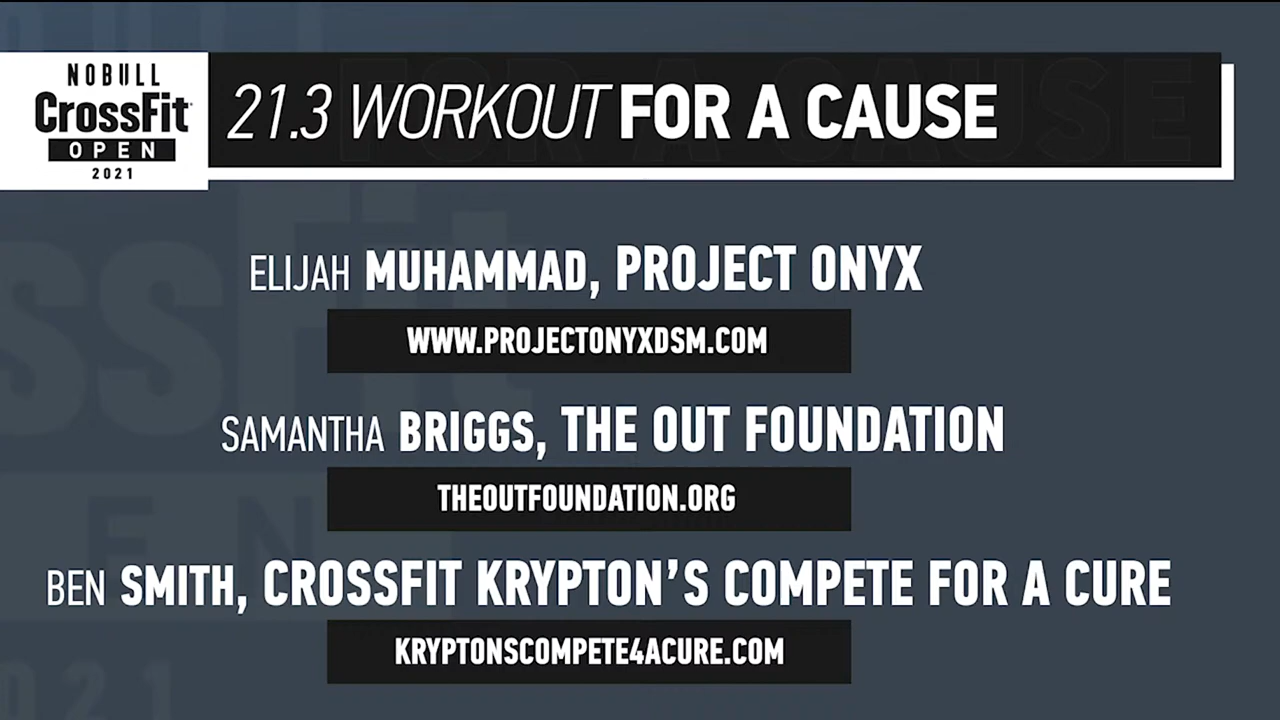 NOBULL
CrossFit
OPEN
2021
21.3 WORKOUT FOR A CAUSE
ELIJAH MUHAMMAD, PROJECT ONYX
WWW.PROJECTONYXDSM.COM
SAMANTHA BRIGGS, THE OUT FOUNDATION
THEOUTFOUNDATION.ORG
BEN SMITH, CROSSFIT KRYPTON'S COMPETE FOR A CURE
KRYPTONSCOMPETE4ACURE.COM